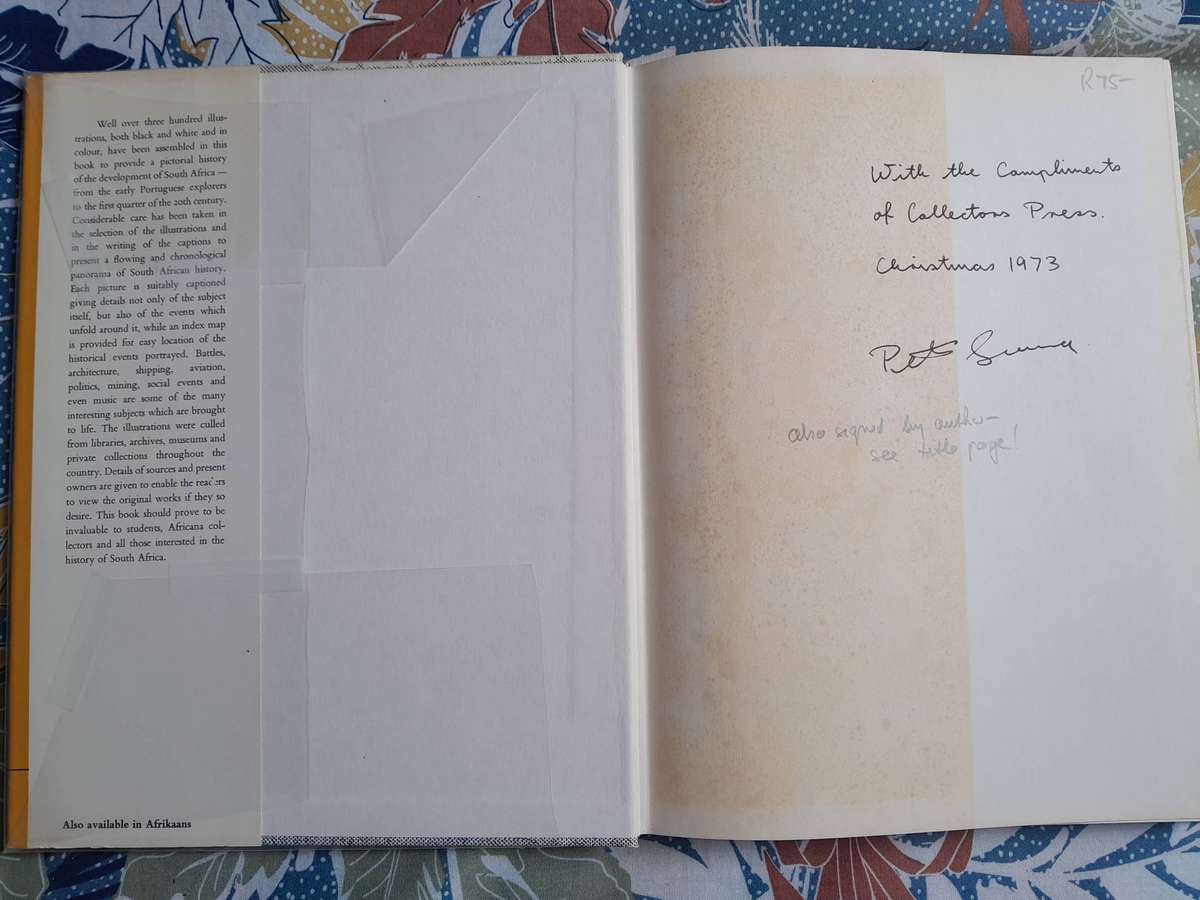 Well over three hundred illus-
trations, both black and white and in
colour, have been assembled in this
book to provide a pictorial history
of the development of South Africa —
from the early Portuguese explorers
to the first quarter of the 20th century.
Considerable care has been taken in
the selection of the illustrations and
in the writing of the captions to
present a flowing and chronological
panorama of South African history.
Each picture is suitably captioned
giving details not only of the subject
itself, but also of the events which
unfold around it, while an index map
is provided for easy location of the
historical events portrayed. Battles,
architecture, shipping, aviation,
politics, mining, social events and
even music are some of the many
interesting subjects which are brought
to life. The illustrations were culled
from libraries, archives, museums and
private collections throughout the
country. Details of sources and present
owners are given to enable the readers
to view the original works if they so
desire. This book should prove to be
invaluable to students, Africana col-
lectors and all those interested in the
history of South Africa.
Also available in Afrikaans
R75-
With the Compliments
of Collectors Press.
Christmas 1973
also signed by author -
see title page!